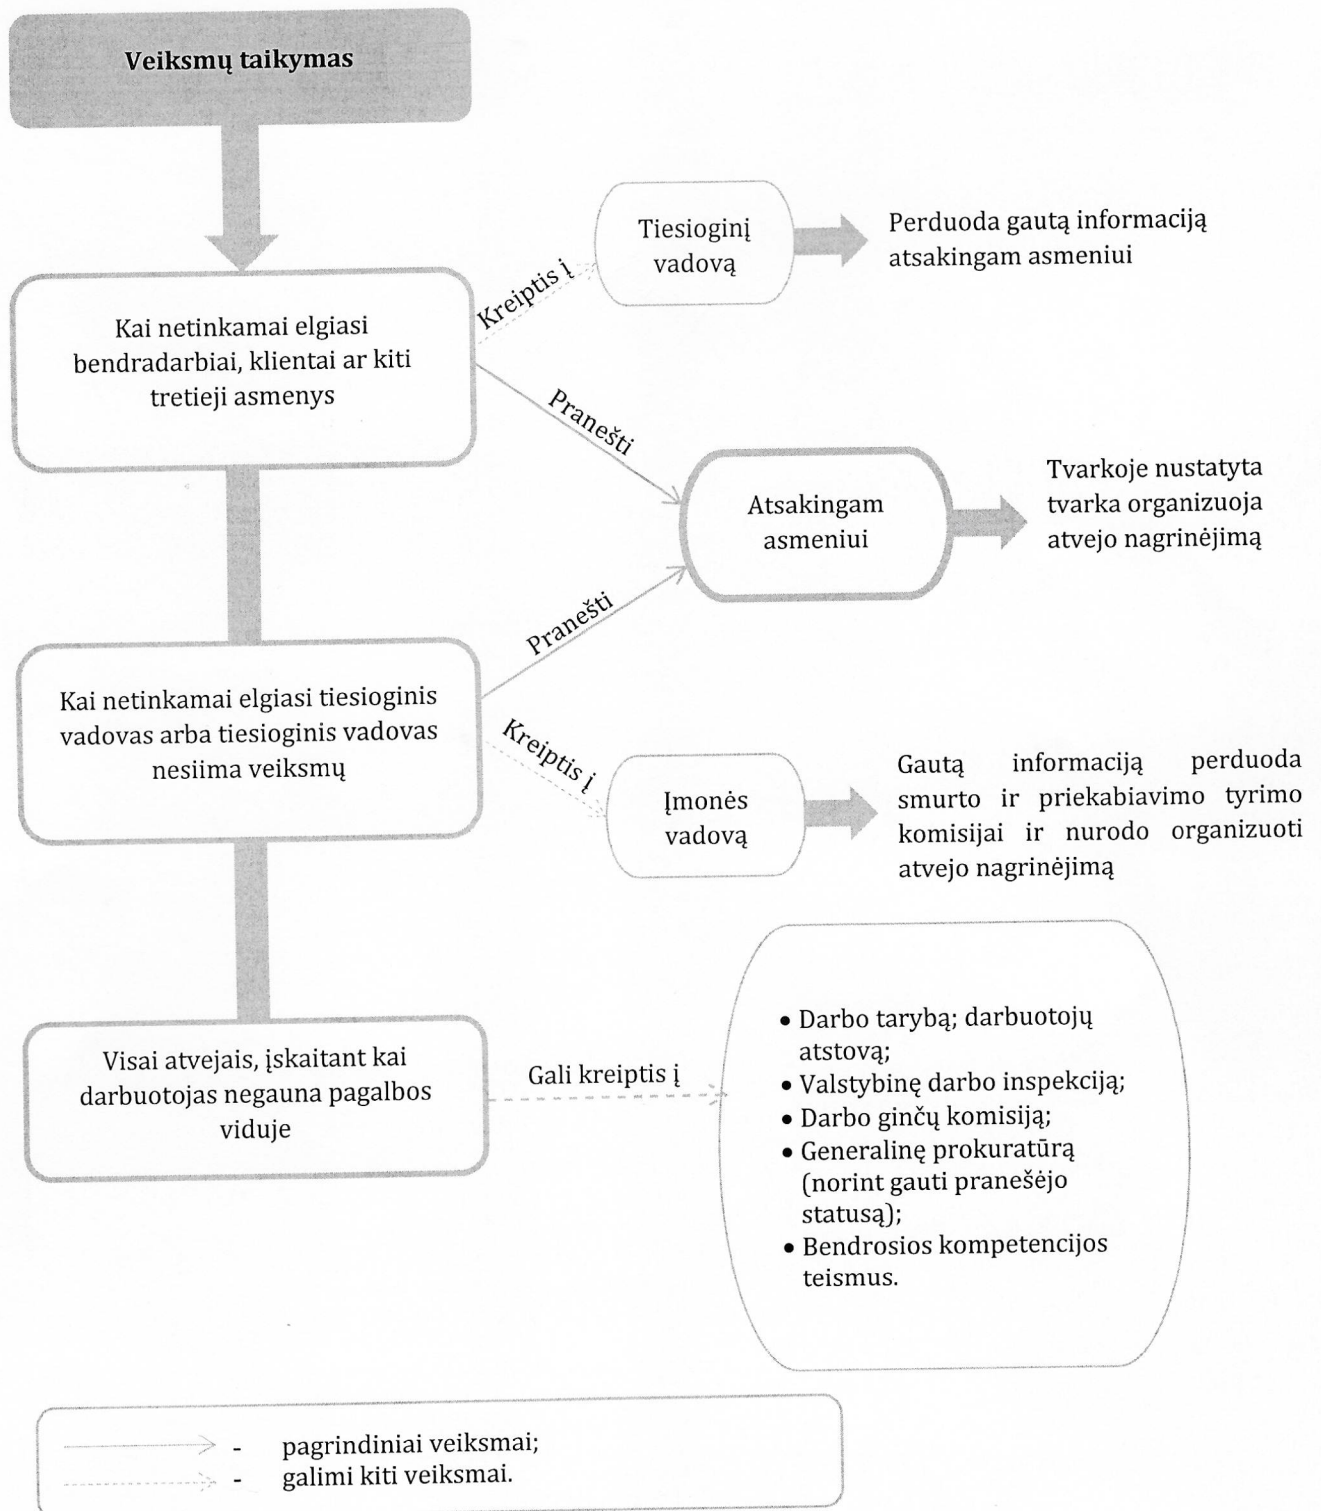 Veiksmų taikymas
Tiesioginį
vadovą
Perduoda gautą informaciją
atsakingam asmeniui
Kreiptis į
Kai netinkamai elgiasi
bendradarbiai, klientai ar kiti
tretieji asmenys
Pranešti
Atsakingam
asmeniui
Tvarkoje nustatyta
tvarka organizuoja
atvejo nagrinėjimą
Pranešti
Kai netinkamai elgiasi tiesioginis
vadovas arba tiesioginis vadovas
nesiima veiksmų
Kreiptis į
Įmonės
vadovą
Gautą informaciją perduoda
smurto ir priekabiavimo tyrimo
komisijai ir nurodo organizuoti
atvejo nagrinėjimą
Visai atvejais, įskaitant kai
darbuotojas negauna pagalbos
viduje
Gali kreiptis į
• Darbo tarybą; darbuotojų
atstovą;
• Valstybinę darbo inspekciją;
• Darbo ginčų komisiją;
• Generalinę prokuratūrą
(norint gauti pranešėjo
statusą);
• Bendrosios kompetencijos
teismus.
- pagrindiniai veiksmai;
- galimi kiti veiksmai.